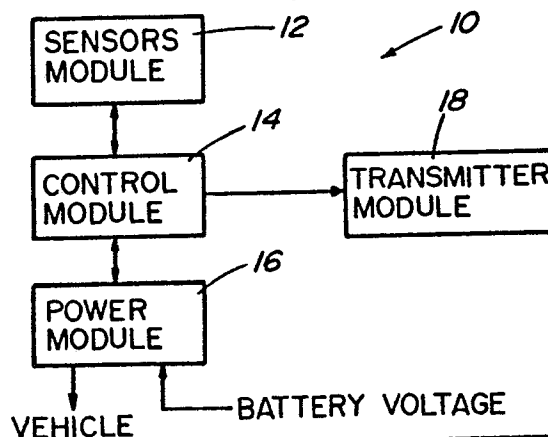 SENSORS
MODULE
12
10
14
18
CONTROL
MODULE
TRANSMITTER
MODULE
16
POWER
MODULE
BATTERY VOLTAGE
VEHICLE